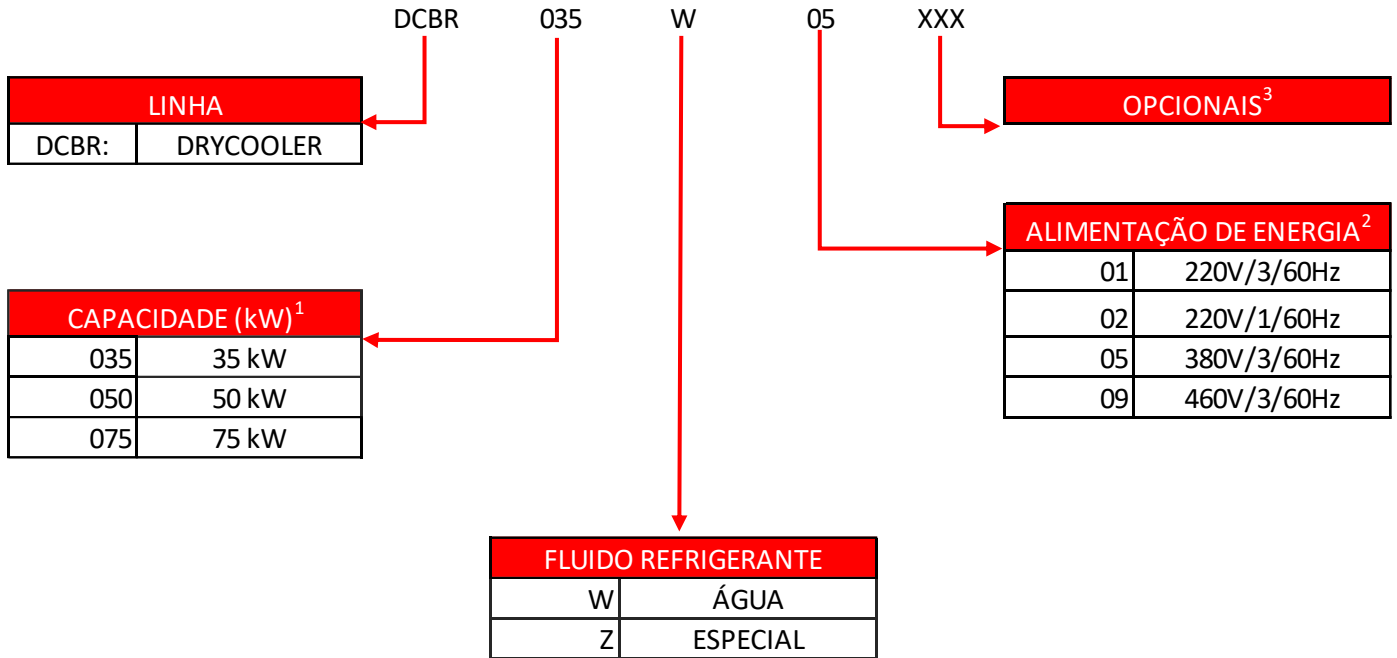 DCBR 035 W 05 XXX
LINHA
DCBR: DRYCOOLER
OPCIONAIS³
ALIMENTAÇÃO DE ENERGIA²
01 220V/3/60Hz
02 220V/1/60Hz
05 380V/3/60Hz
09 460V/3/60Hz
CAPACIDADE (kW)¹
035 35 kW
050 50 kW
075 75 kW
FLUIDO REFRIGERANTE
W ÁGUA
Z ESPECIAL